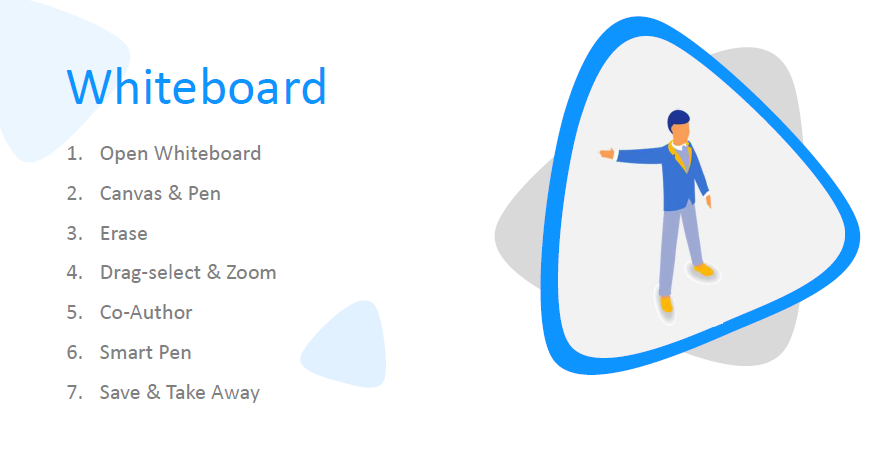 Whiteboard
1. Open Whiteboard
2. Canvas & Pen
3. Erase
4. Drag-select & Zoom
5. Co-Author
6. Smart Pen
7. Save & Take Away